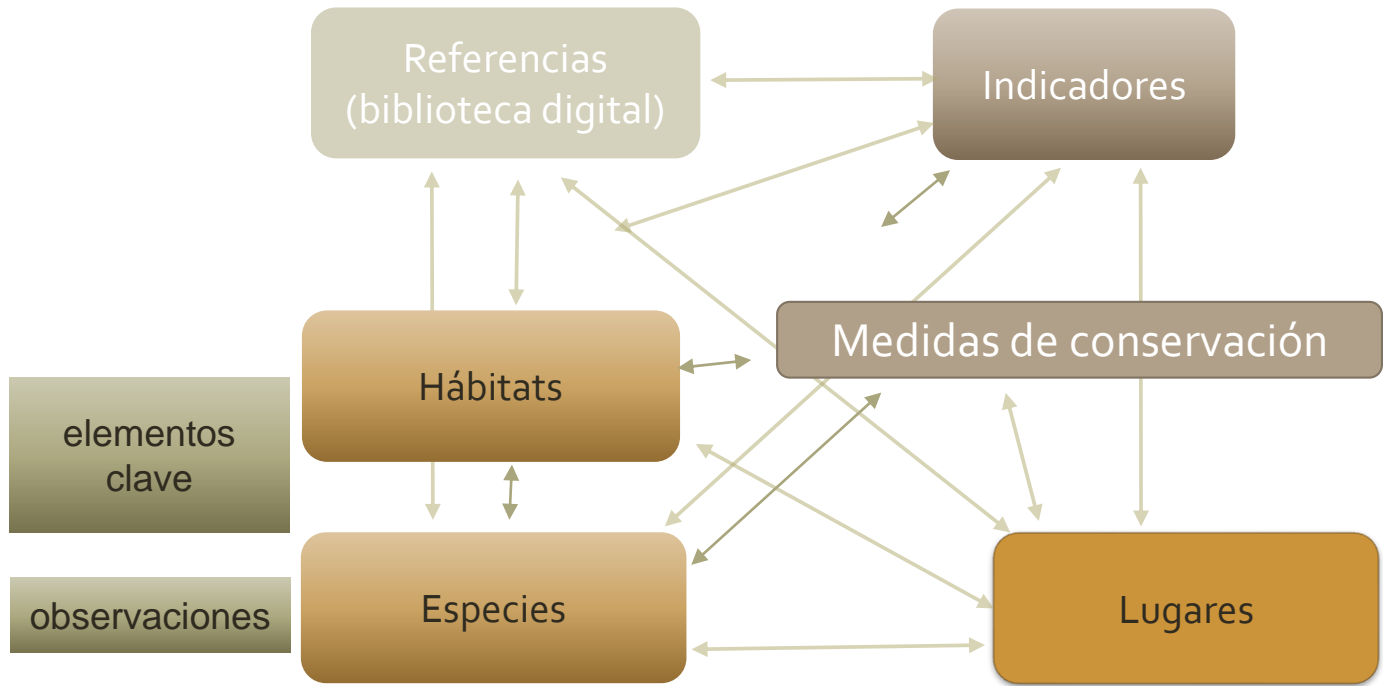 Referencias
(biblioteca digital)
Indicadores
Medidas de conservación
Hábitats
elementos
clave
Especies
observaciones
Lugares